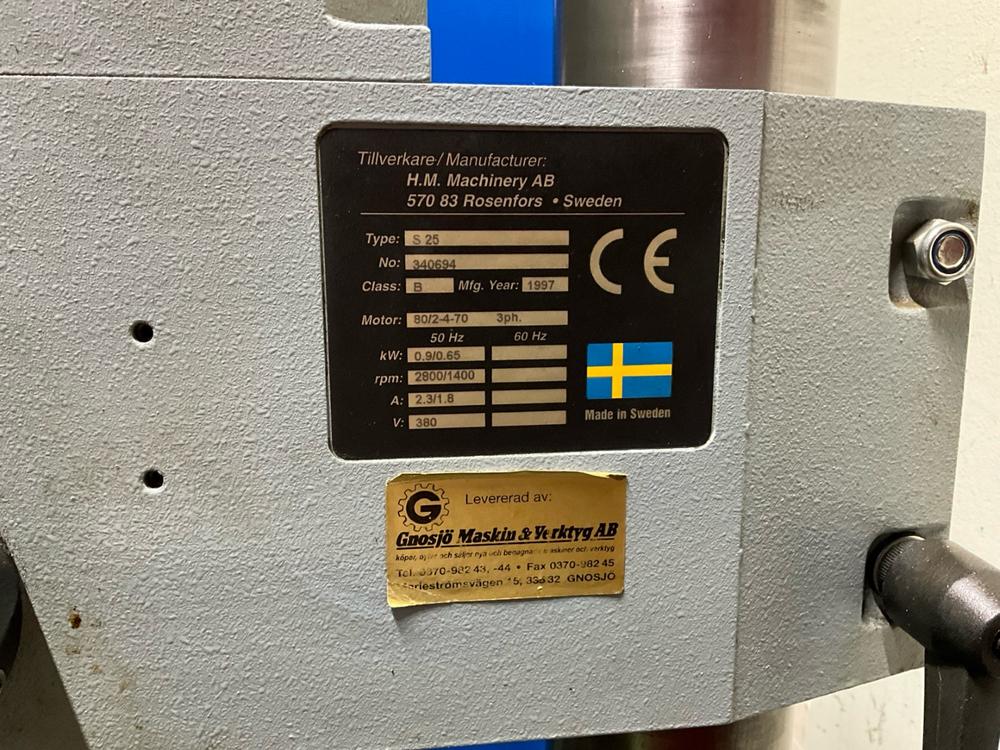 Tillverkare/Manufacturer:
H.M. Machinery AB
570 83 Rosenfors • Sweden
Type: S 25
No: 340694
Class: B Mfg. Year: 1997
CE
Motor: 80/2-4-70 3ph.
50 Hz 60 Hz
kW: 0.9/0.65
rpm: 2800/1400
A: 2.3/1.8
V: 380
Made in Sweden
G
Levererad av:
Gnosjö Maskin & Verktyg AB
köper, och säljer nya och begagnade maskiner och verktyg
Tel. 0370-982 43, -44 • Fax 0370-982 45
15, 335 32 GNOSJÖ